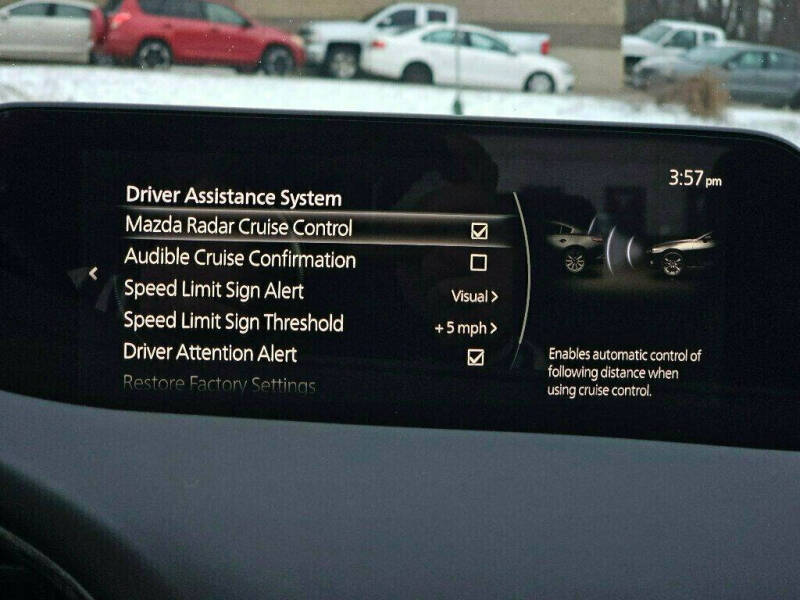 3:57pm
Driver Assistance System
Mazda Radar Cruise Control
Audible Cruise Confirmation
Speed Limit Sign Alert Visual
Speed Limit Sign Threshold +5 mph
Driver Attention Alert
Restore Factory Settings
Enables automatic control of
following distance when
using cruise control.